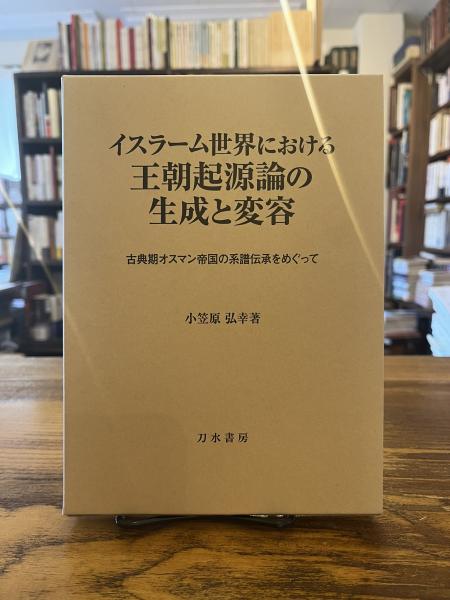 イスラーム世界における
王朝起源論の
生成と変容
古典期オスマン帝国の系譜伝承をめぐって
小笠原 弘幸著
刀水書房